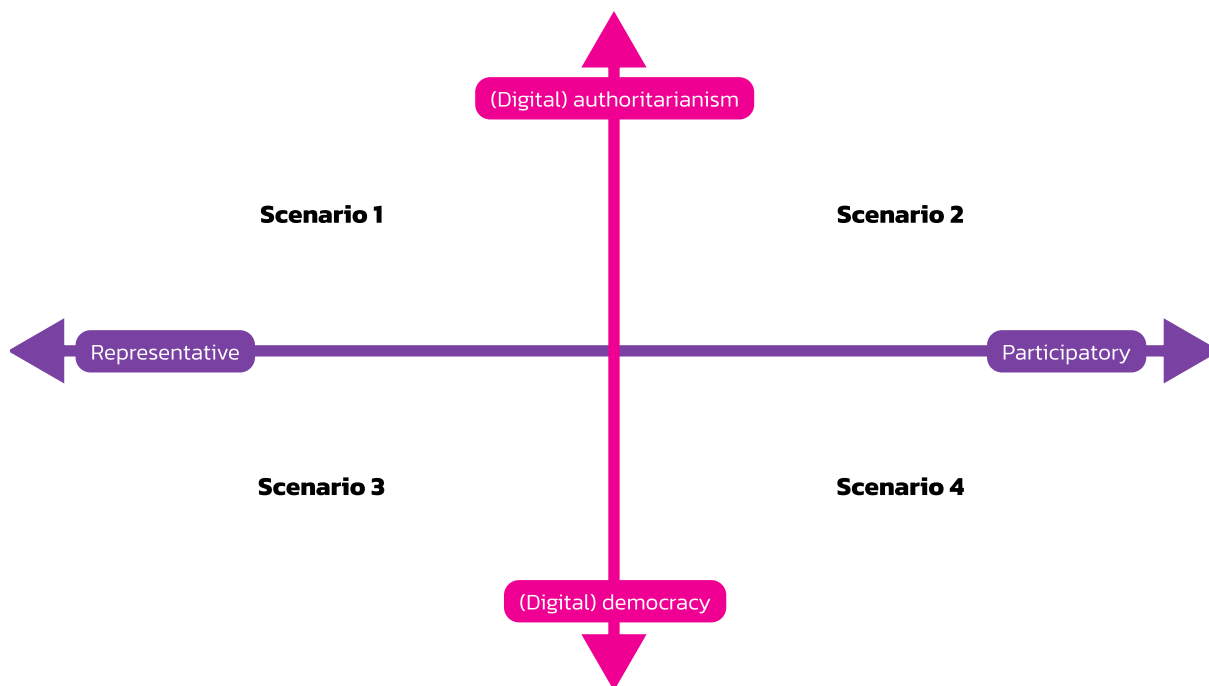 (Digital) authoritarianism
Scenario 1
Scenario 2
Representative
Participatory
Scenario 3
Scenario 4
(Digital) democracy